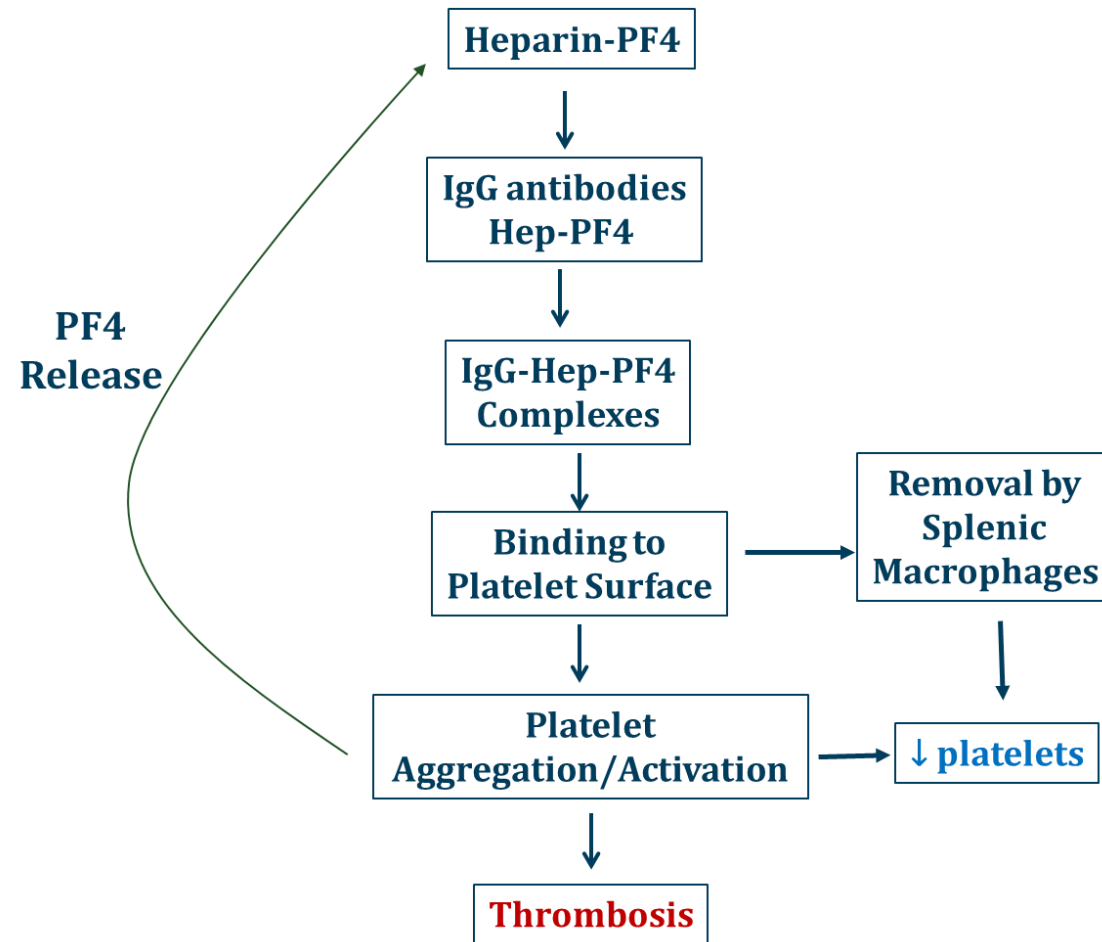 Heparin-PF4
IgG antibodies
Hep-PF4
PF4
Release
IgG-Hep-PF4
Complexes
Removal by
Splenic
Macrophages
Binding to
Platelet Surface
Platelet
Aggregation/Activation
↓ platelets
Thrombosis